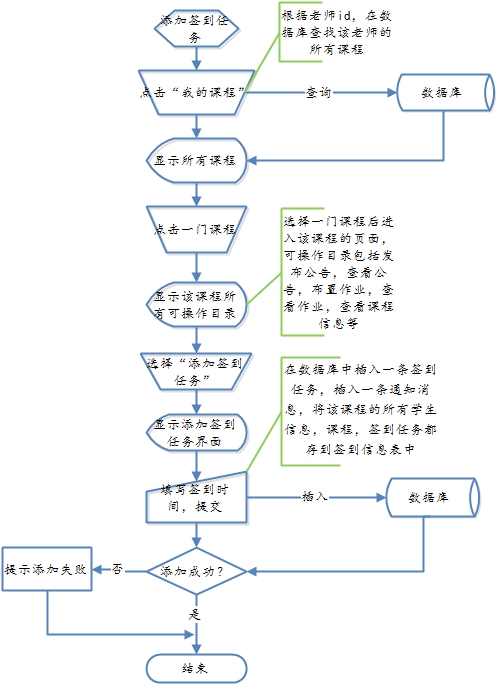 添加签到任
务
根据老师id，在数
据库查找该老师的
所有课程
点击“我的课程”
查询
数据库
显示所有课程
点击一门课程
选择一门课程后进
入该课程的页面，
可操作目录包括发
布公告，查看公
告，布置作业，查
看作业，查看课程
信息等
显示该课程所
有可操作目录
选择“添加签到
任务”
在数据库中插入一条签到
任务，插入一条通知消
息，将该课程的所有学生
信息，课程，签到任务都
存到签到信息表中
显示添加签到
任务界面
填写签到时
间，提交
插入
数据库
添加成功？
否
提示添加失败
是
结束